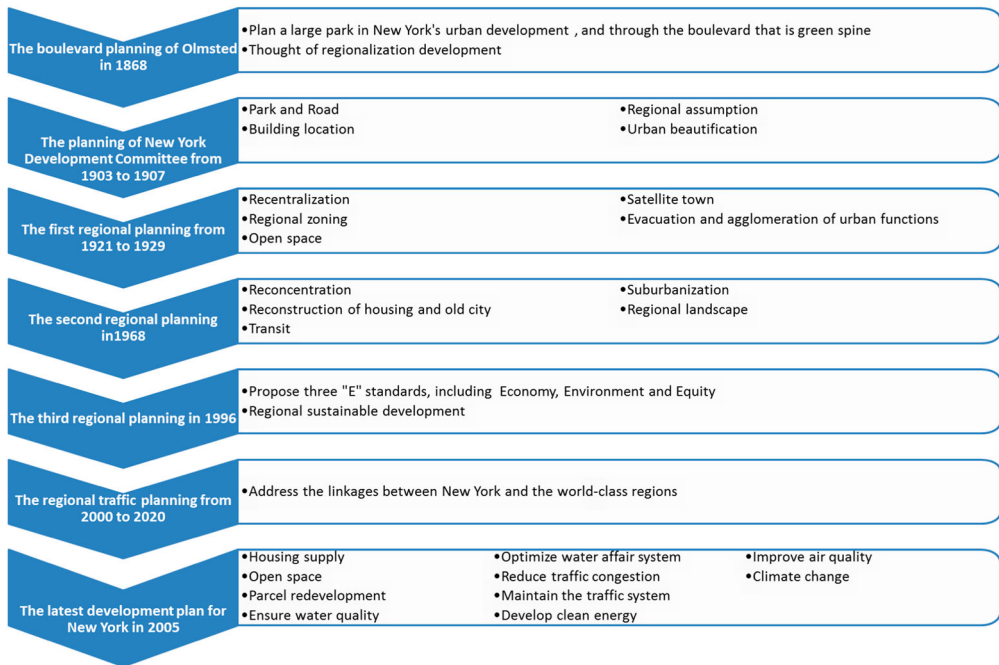 The boulevard planning of Olmsted
in 1868
•Plan a large park in New York's urban development , and through the boulevard that is green spine
•Thought of regionalization development
The planning of New York
Development Committee from
1903 to 1907
•Park and Road
•Building location
•Regional assumption
•Urban beautification
The first regional planning from
1921 to 1929
•Recentralization
•Regional zoning
•Open space
•Satellite town
•Evacuation and agglomeration of urban functions
The second regional planning
in1968
•Reconcentration
•Reconstruction of housing and old city
•Transit
•Suburbanization
•Regional landscape
The third regional planning in 1996
•Propose three "E" standards, including Economy, Environment and Equity
•Regional sustainable development
The regional traffic planning from
2000 to 2020
•Address the linkages between New York and the world-class regions
The latest development plan for
New York in 2005
•Housing supply
•Open space
•Parcel redevelopment
•Ensure water quality
•Optimize water affair system
•Reduce traffic congestion
•Maintain the traffic system
•Develop clean energy
•Improve air quality
•Climate change